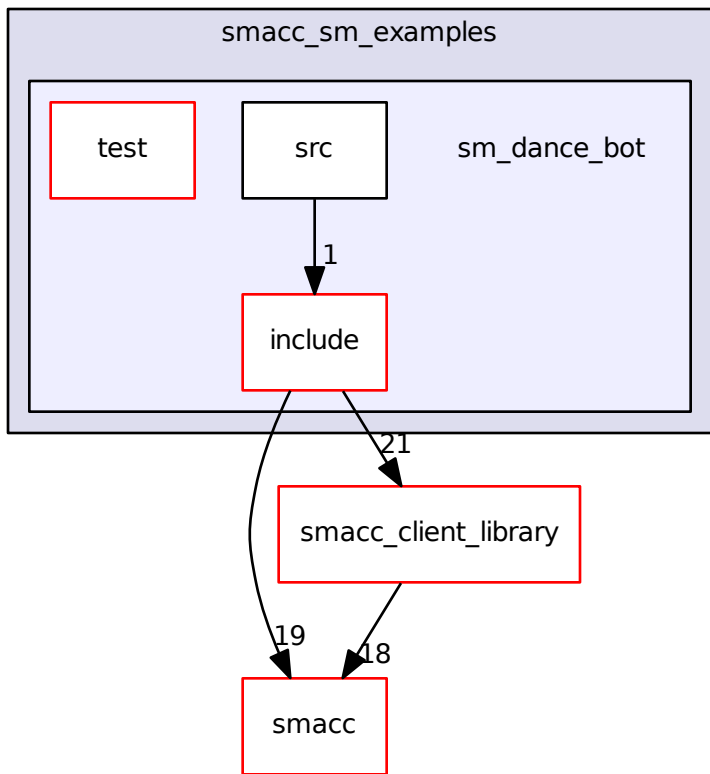 smacc_sm_examples
test
src
sm_dance_bot
1
include
21
smacc_client_library
19
18
smacc